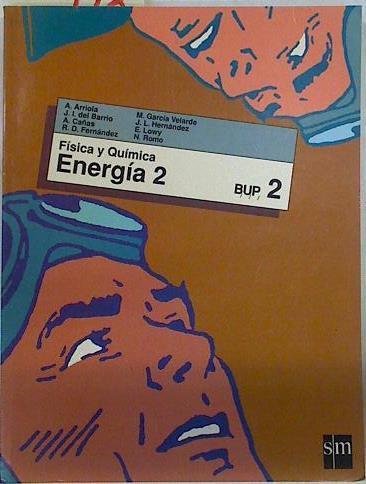 A. Arriola
J. I. del Barrio
A. Cañas
R. D. Fernández
M. García Velarde
J. L. Hernández
E. Lowy
N. Romo
Física y Química
Energía 2
BUP 2
sm